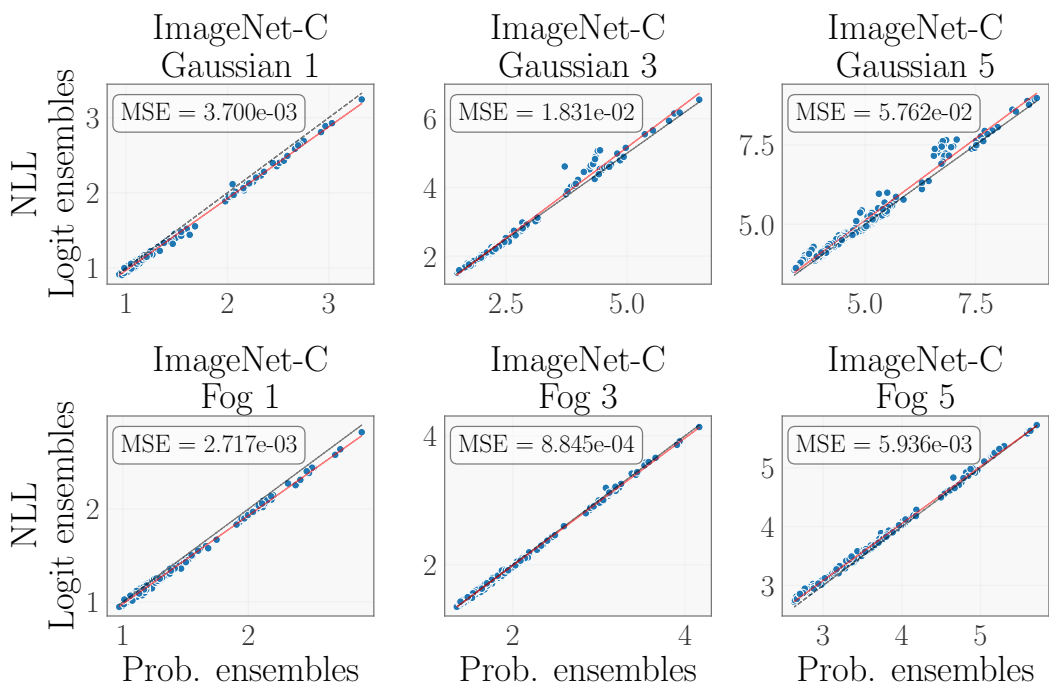 ImageNet-C
Gaussian 1
ImageNet-C
Gaussian 3
ImageNet-C
Gaussian 5
NLL
Logit ensembles
MSE = 3.700e-03
3
2
1
1
2
3
MSE = 1.831e-02
6
4
2
2.5
5.0
MSE = 5.762e-02
7.5
5.0
5.0
7.5
ImageNet-C
Fog 1
ImageNet-C
Fog 3
ImageNet-C
Fog 5
NLL
Logit ensembles
MSE = 2.717e-03
2
1
1
2
Prob. ensembles
MSE = 8.845e-04
4
2
2
4
Prob. ensembles
MSE = 5.936e-03
5
4
3
3
4
5
Prob. ensembles